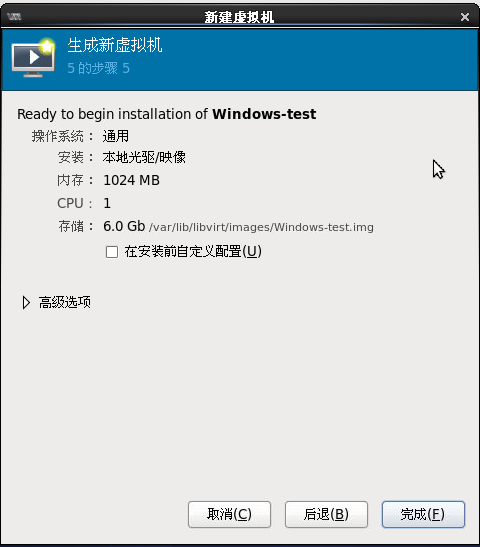 新建虚拟机
生成新虚拟机
5 的步骤 5
Ready to begin installation of Windows-test
操作系统： 通用
安装： 本地光驱/映像
内存： 1024 MB
CPU： 1
存储： 6.0 Gb /var/lib/libvirt/images/Windows-test.img
在安装前自定义配置(U)
高级选项
取消(C) 后退(B) 完成(F)